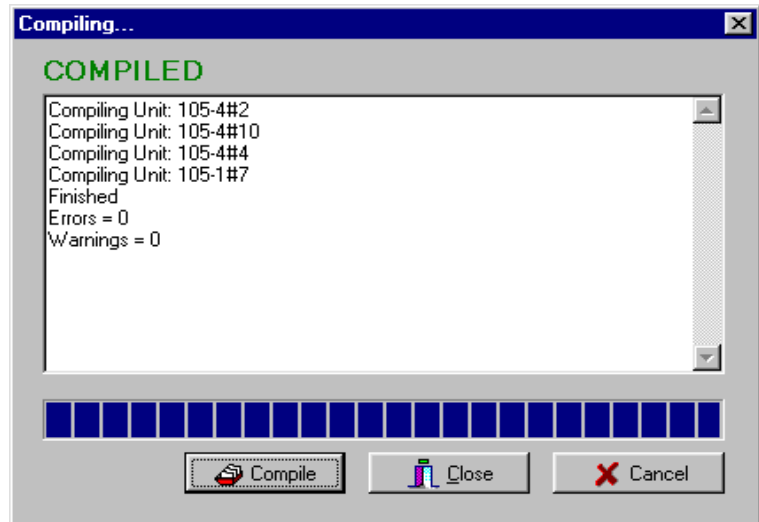 Compiling...
COMPILED
Compiling Unit: 105-4#2
Compiling Unit: 105-4#10
Compiling Unit: 105-4#4
Compiling Unit: 105-1#7
Finished
Errors = 0
Warnings = 0
Compile Close Cancel